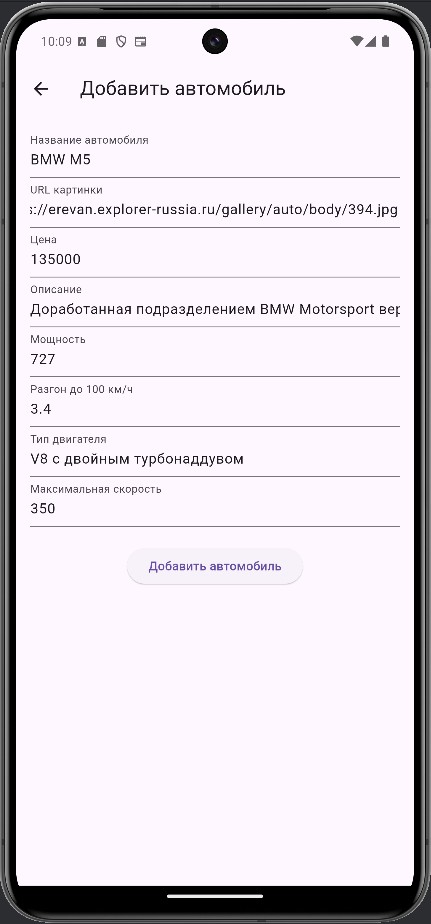 10:09
Добавить автомобиль
Название автомобиля
BMW M5
URL картинки
s://erevan.explorer-russia.ru/gallery/auto/body/394.jpg
Цена
135000
Описание
Доработанная подразделением BMW Motorsport вер
Мощность
727
Разгон до 100 км/ч
3.4
Тип двигателя
V8 с двойным турбонаддувом
Максимальная скорость
350
Добавить автомобиль